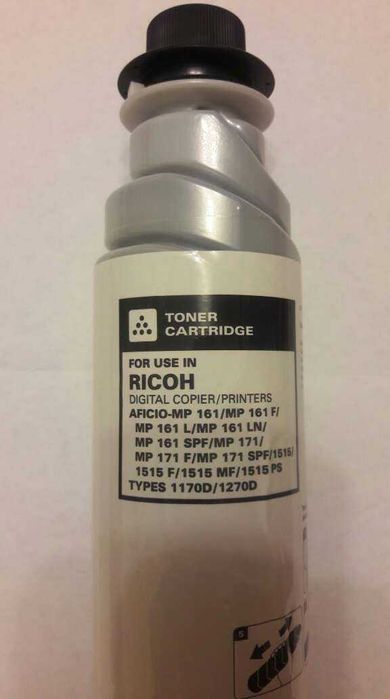 TONER
CARTRIDGE
FOR USE IN
RICOH
DIGITAL COPIER/PRINTERS
AFICIO-MP 161/MP 161 F/
MP 161 L/MP 161 LN/
MP 161 SPF/MP 171/
MP 171 F/MP 171 SPF/1515/
1515 F/1515 MF/1515 PS
TYPES 1170D/1270D
5